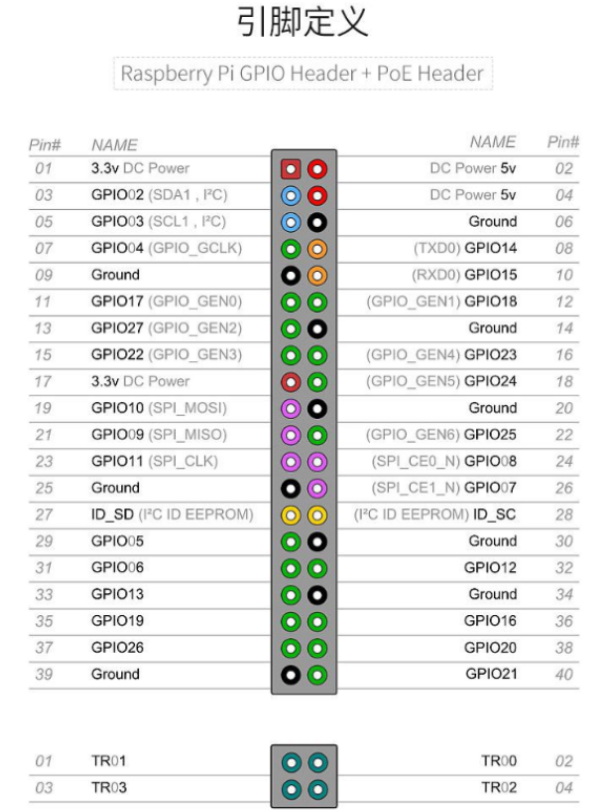 引脚定义
Raspberry Pi GPIO Header + PoE Header
Pin# NAME NAME Pin#
01 3.3v DC Power DC Power 5v 02
03 GPIO02 (SDA1 , I²C) DC Power 5v 04
05 GPIO03 (SCL1 , I²C) Ground 06
07 GPIO04 (GPIO_GCLK) (TXD0) GPIO14 08
09 Ground (RXD0) GPIO15 10
11 GPIO17 (GPIO_GEN0) (GPIO_GEN1) GPIO18 12
13 GPIO27 (GPIO_GEN2) Ground 14
15 GPIO22 (GPIO_GEN3) (GPIO_GEN4) GPIO23 16
17 3.3v DC Power (GPIO_GEN5) GPIO24 18
19 GPIO10 (SPI_MOSI) Ground 20
21 GPIO09 (SPI_MISO) (GPIO_GEN6) GPIO25 22
23 GPIO11 (SPI_CLK) (SPI_CE0_N) GPIO08 24
25 Ground (SPI_CE1_N) GPIO07 26
27 ID_SD (I²C ID EEPROM) (I²C ID EEPROM) ID_SC 28
29 GPIO05 Ground 30
31 GPIO06 GPIO12 32
33 GPIO13 Ground 34
35 GPIO19 GPIO16 36
37 GPIO26 GPIO20 38
39 Ground GPIO21 40
01 TR01 TR00 02
03 TR03 TR02 04